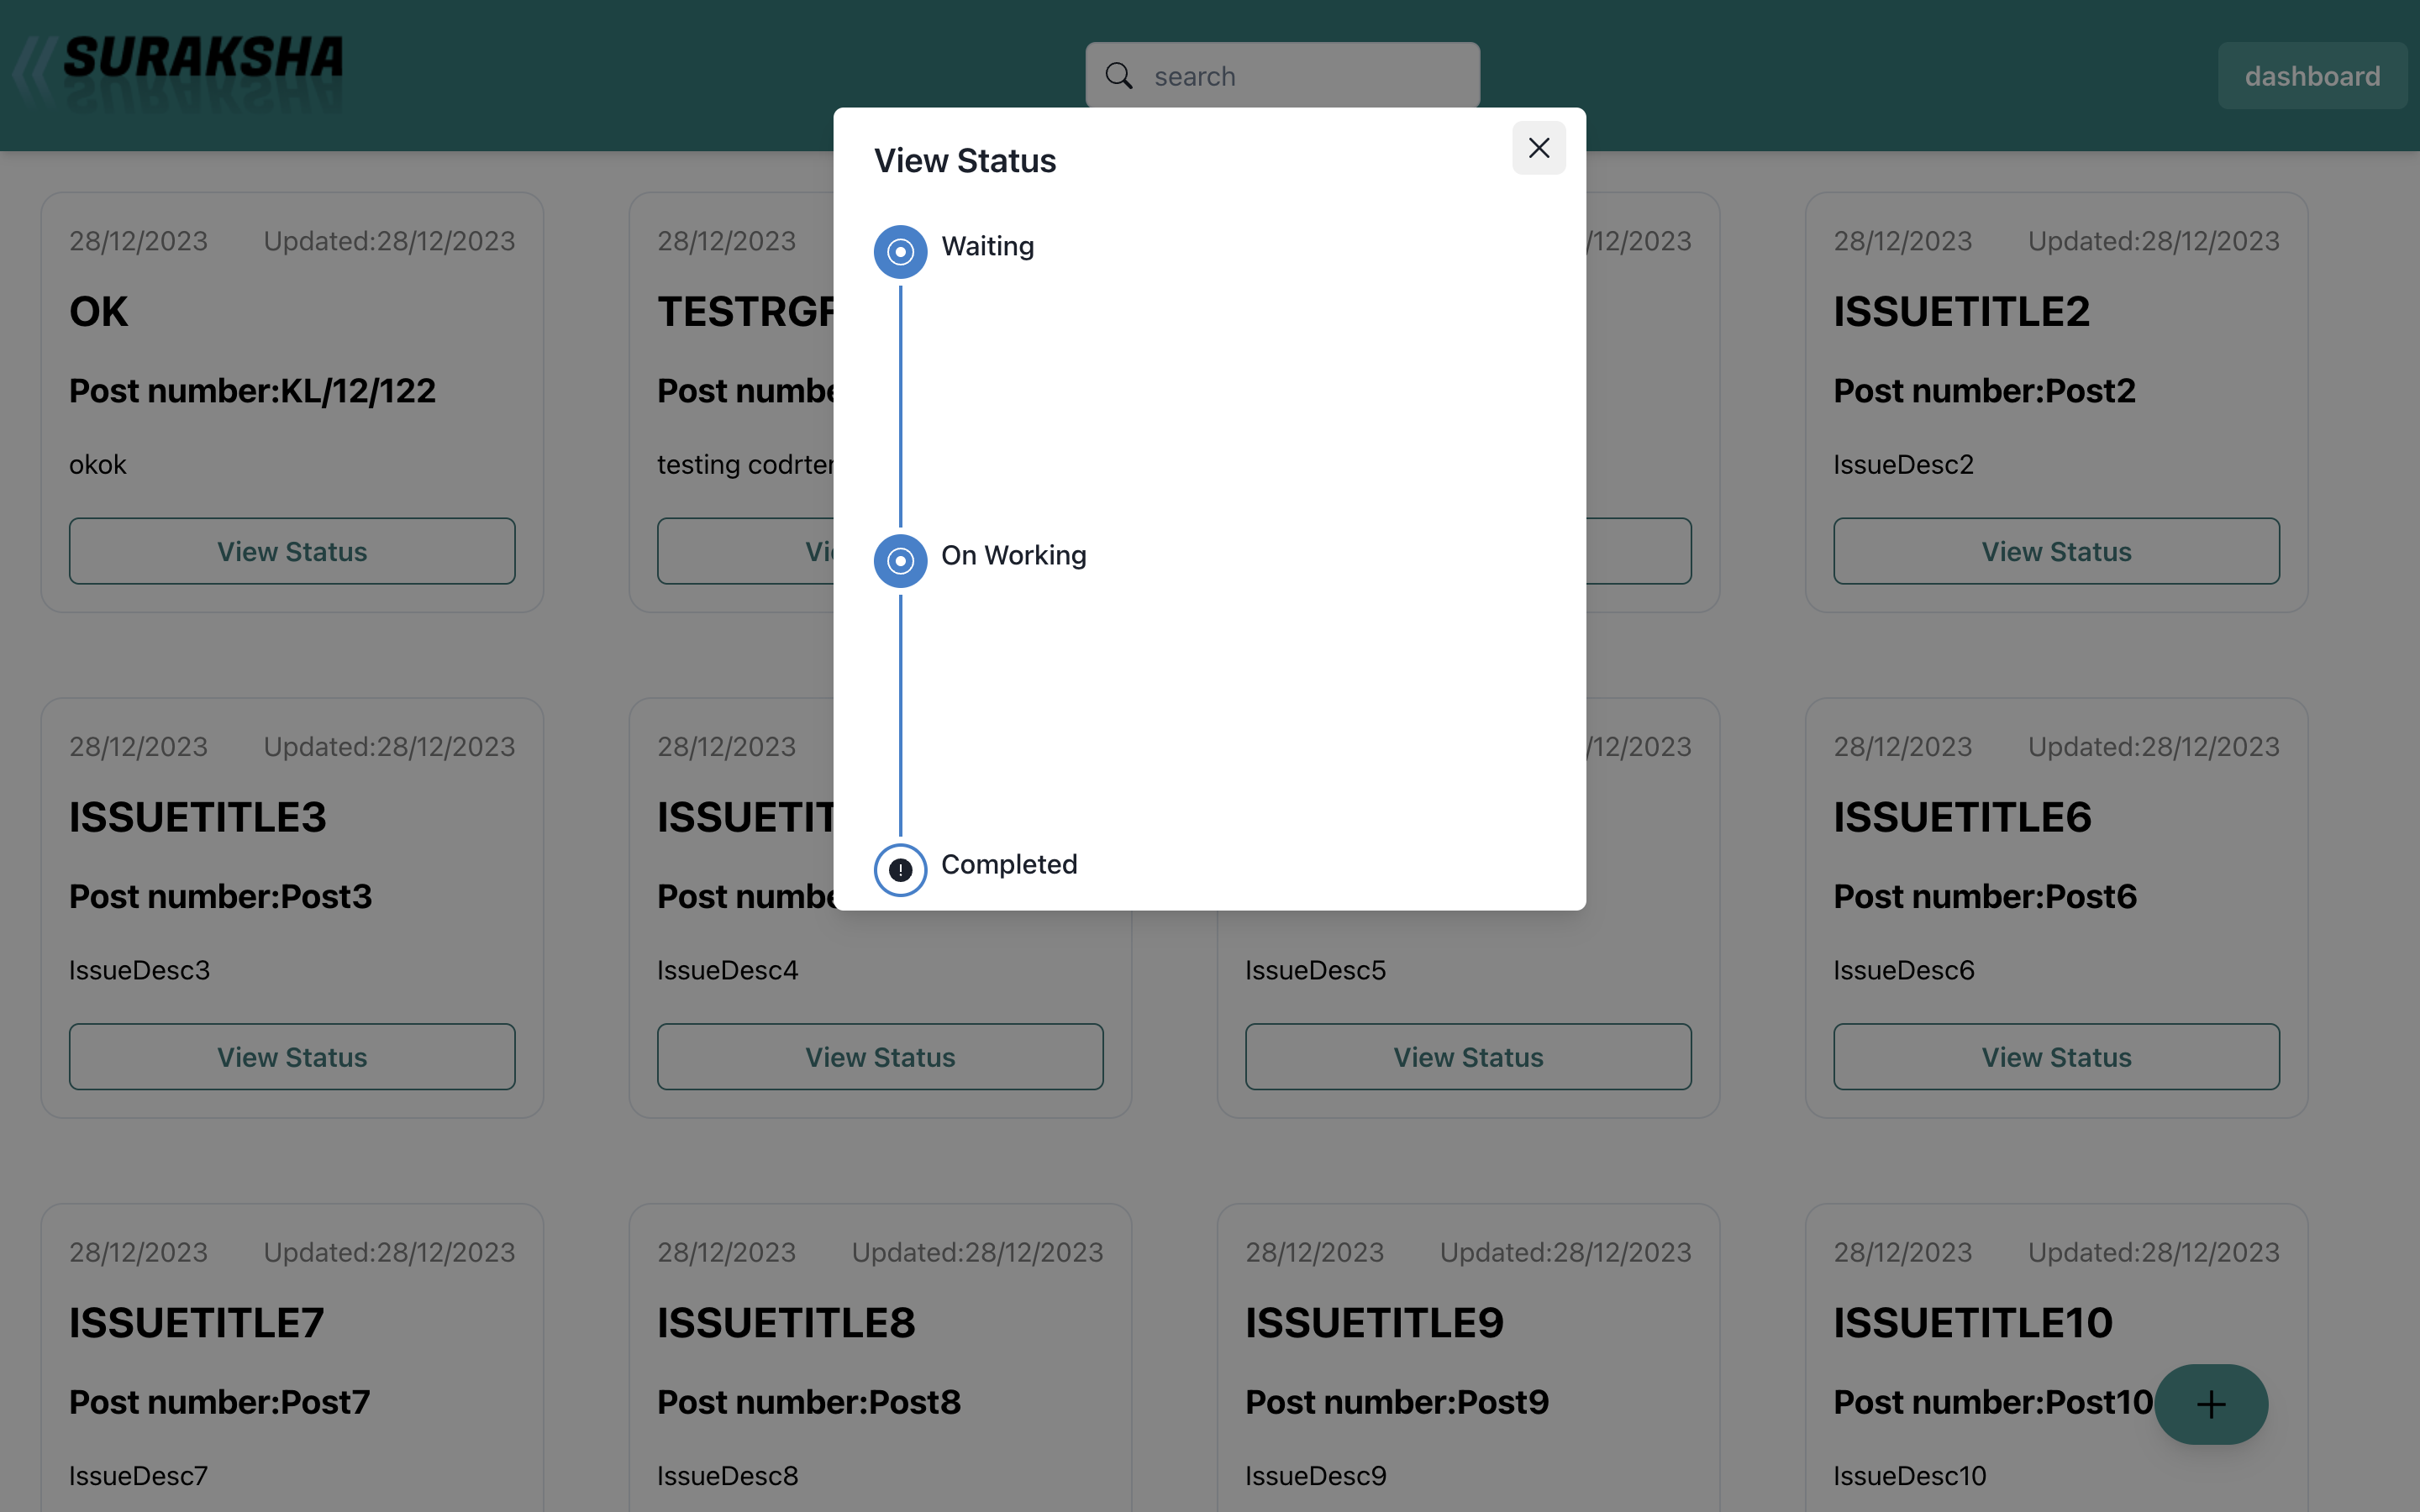 SURAKSHA
search
dashboard
View Status
Waiting
On Working
Completed
28/12/2023 Updated:28/12/2023
OK
Post number:KL/12/122
okok
View Status
28/12/2023
testing
/12/2023
28/12/2023 Updated:28/12/2023
ISSUETITLE2
Post number:Post2
IssueDesc2
View Status
28/12/2023 Updated:28/12/2023
ISSUETITLE3
Post number:Post3
IssueDesc3
View Status
28/12/2023
Post
IssueDesc4
View Status
/12/2023
IssueDesc5
View Status
28/12/2023 Updated:28/12/2023
ISSUETITLE6
Post number:Post6
IssueDesc6
View Status
28/12/2023 Updated:28/12/2023
ISSUETITLE7
Post number:Post7
IssueDesc7
28/12/2023 Updated:28/12/2023
ISSUETITLE8
Post number:Post8
IssueDesc8
28/12/2023 Updated:28/12/2023
ISSUETITLE9
Post number:Post9
IssueDesc9
28/12/2023 Updated:28/12/2023
ISSUETITLE10
Post number:Post10
IssueDesc10